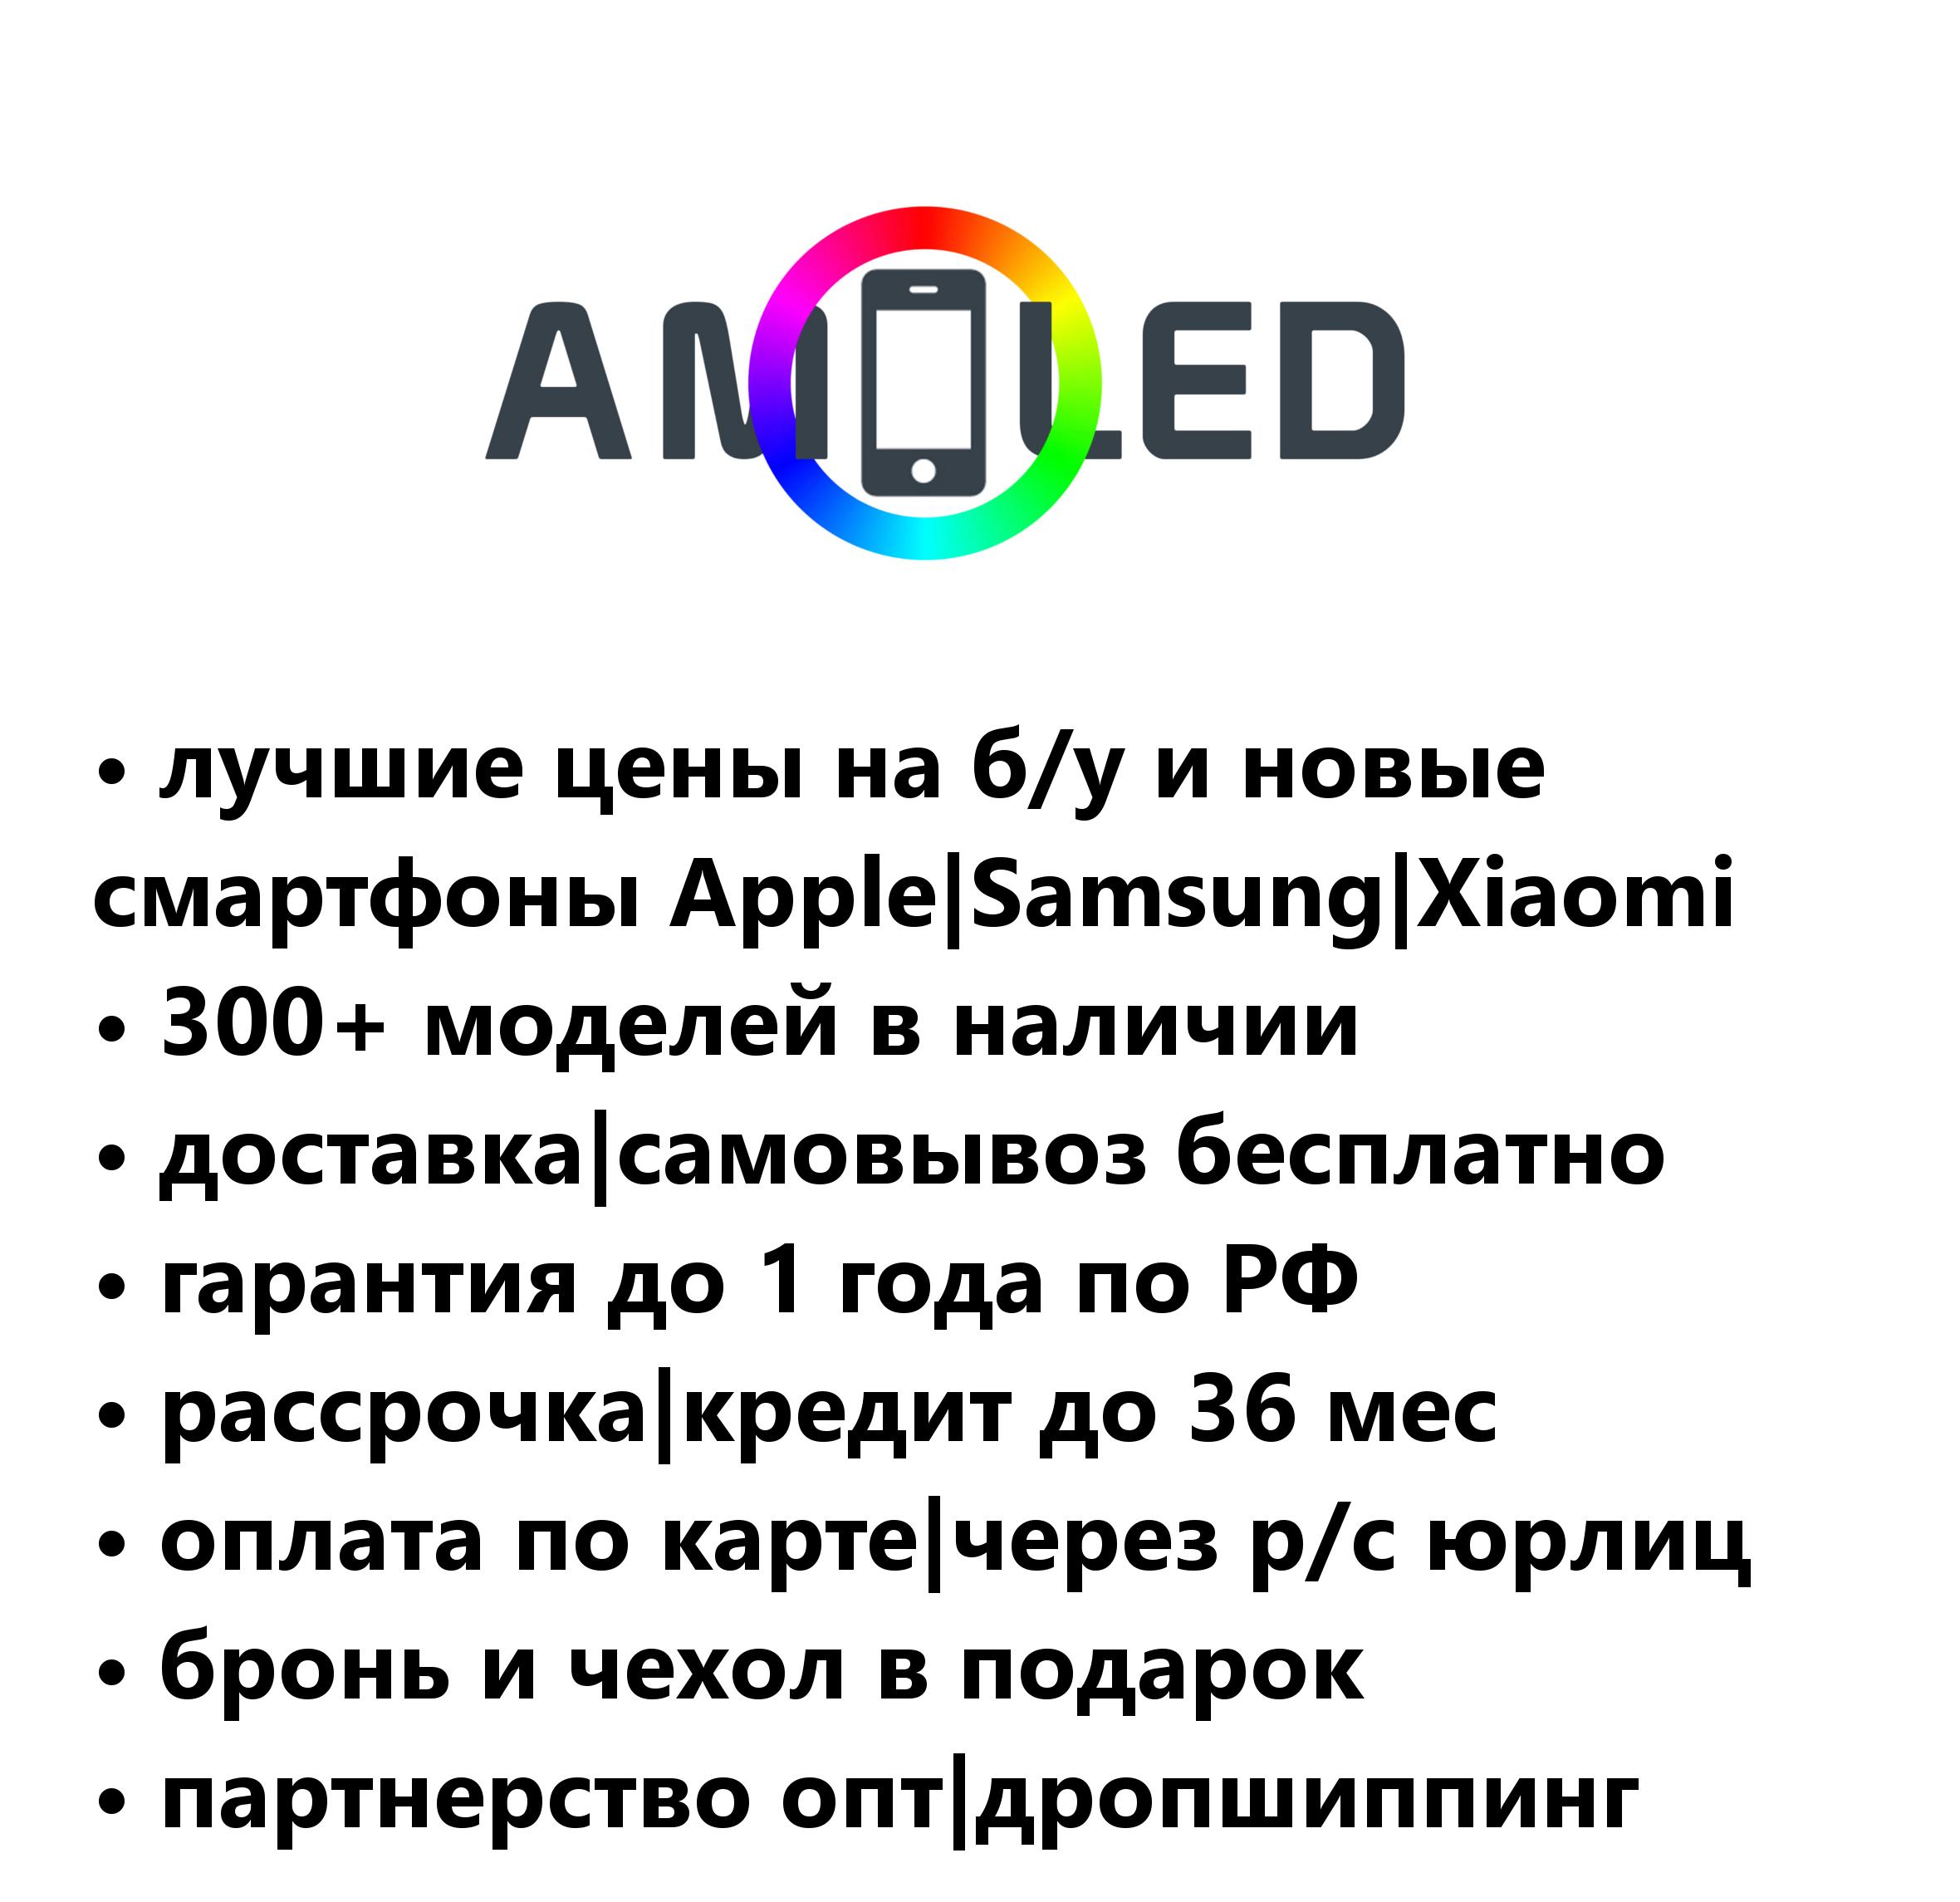 AMOLED
• лучшие цены на б/у и новые
смартфоны Apple|Samsung|Xiaomi
• 300+ моделей в наличии
• доставка|самовывоз бесплатно
• гарантия до 1 года по РФ
• рассрочка|кредит до 36 мес
• оплата по карте|через р/с юрлиц
• бронь и чехол в подарок
• партнерство опт|дропшиппинг